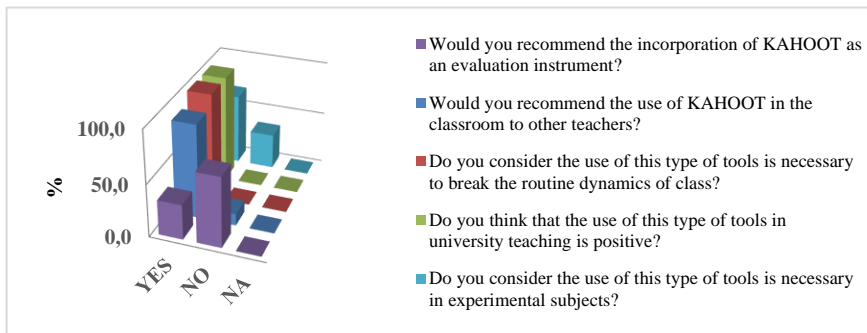 100,0
50,0
0,0
%
YES
NO
NA
Would you recommend the incorporation of KAHOOT as
an evaluation instrument?
Would you recommend the use of KAHOOT in the
classroom to other teachers?
Do you consider the use of this type of tools is necessary
to break the routine dynamics of class?
Do you think that the use of this type of tools in
university teaching is positive?
Do you consider the use of this type of tools is necessary
in experimental subjects?